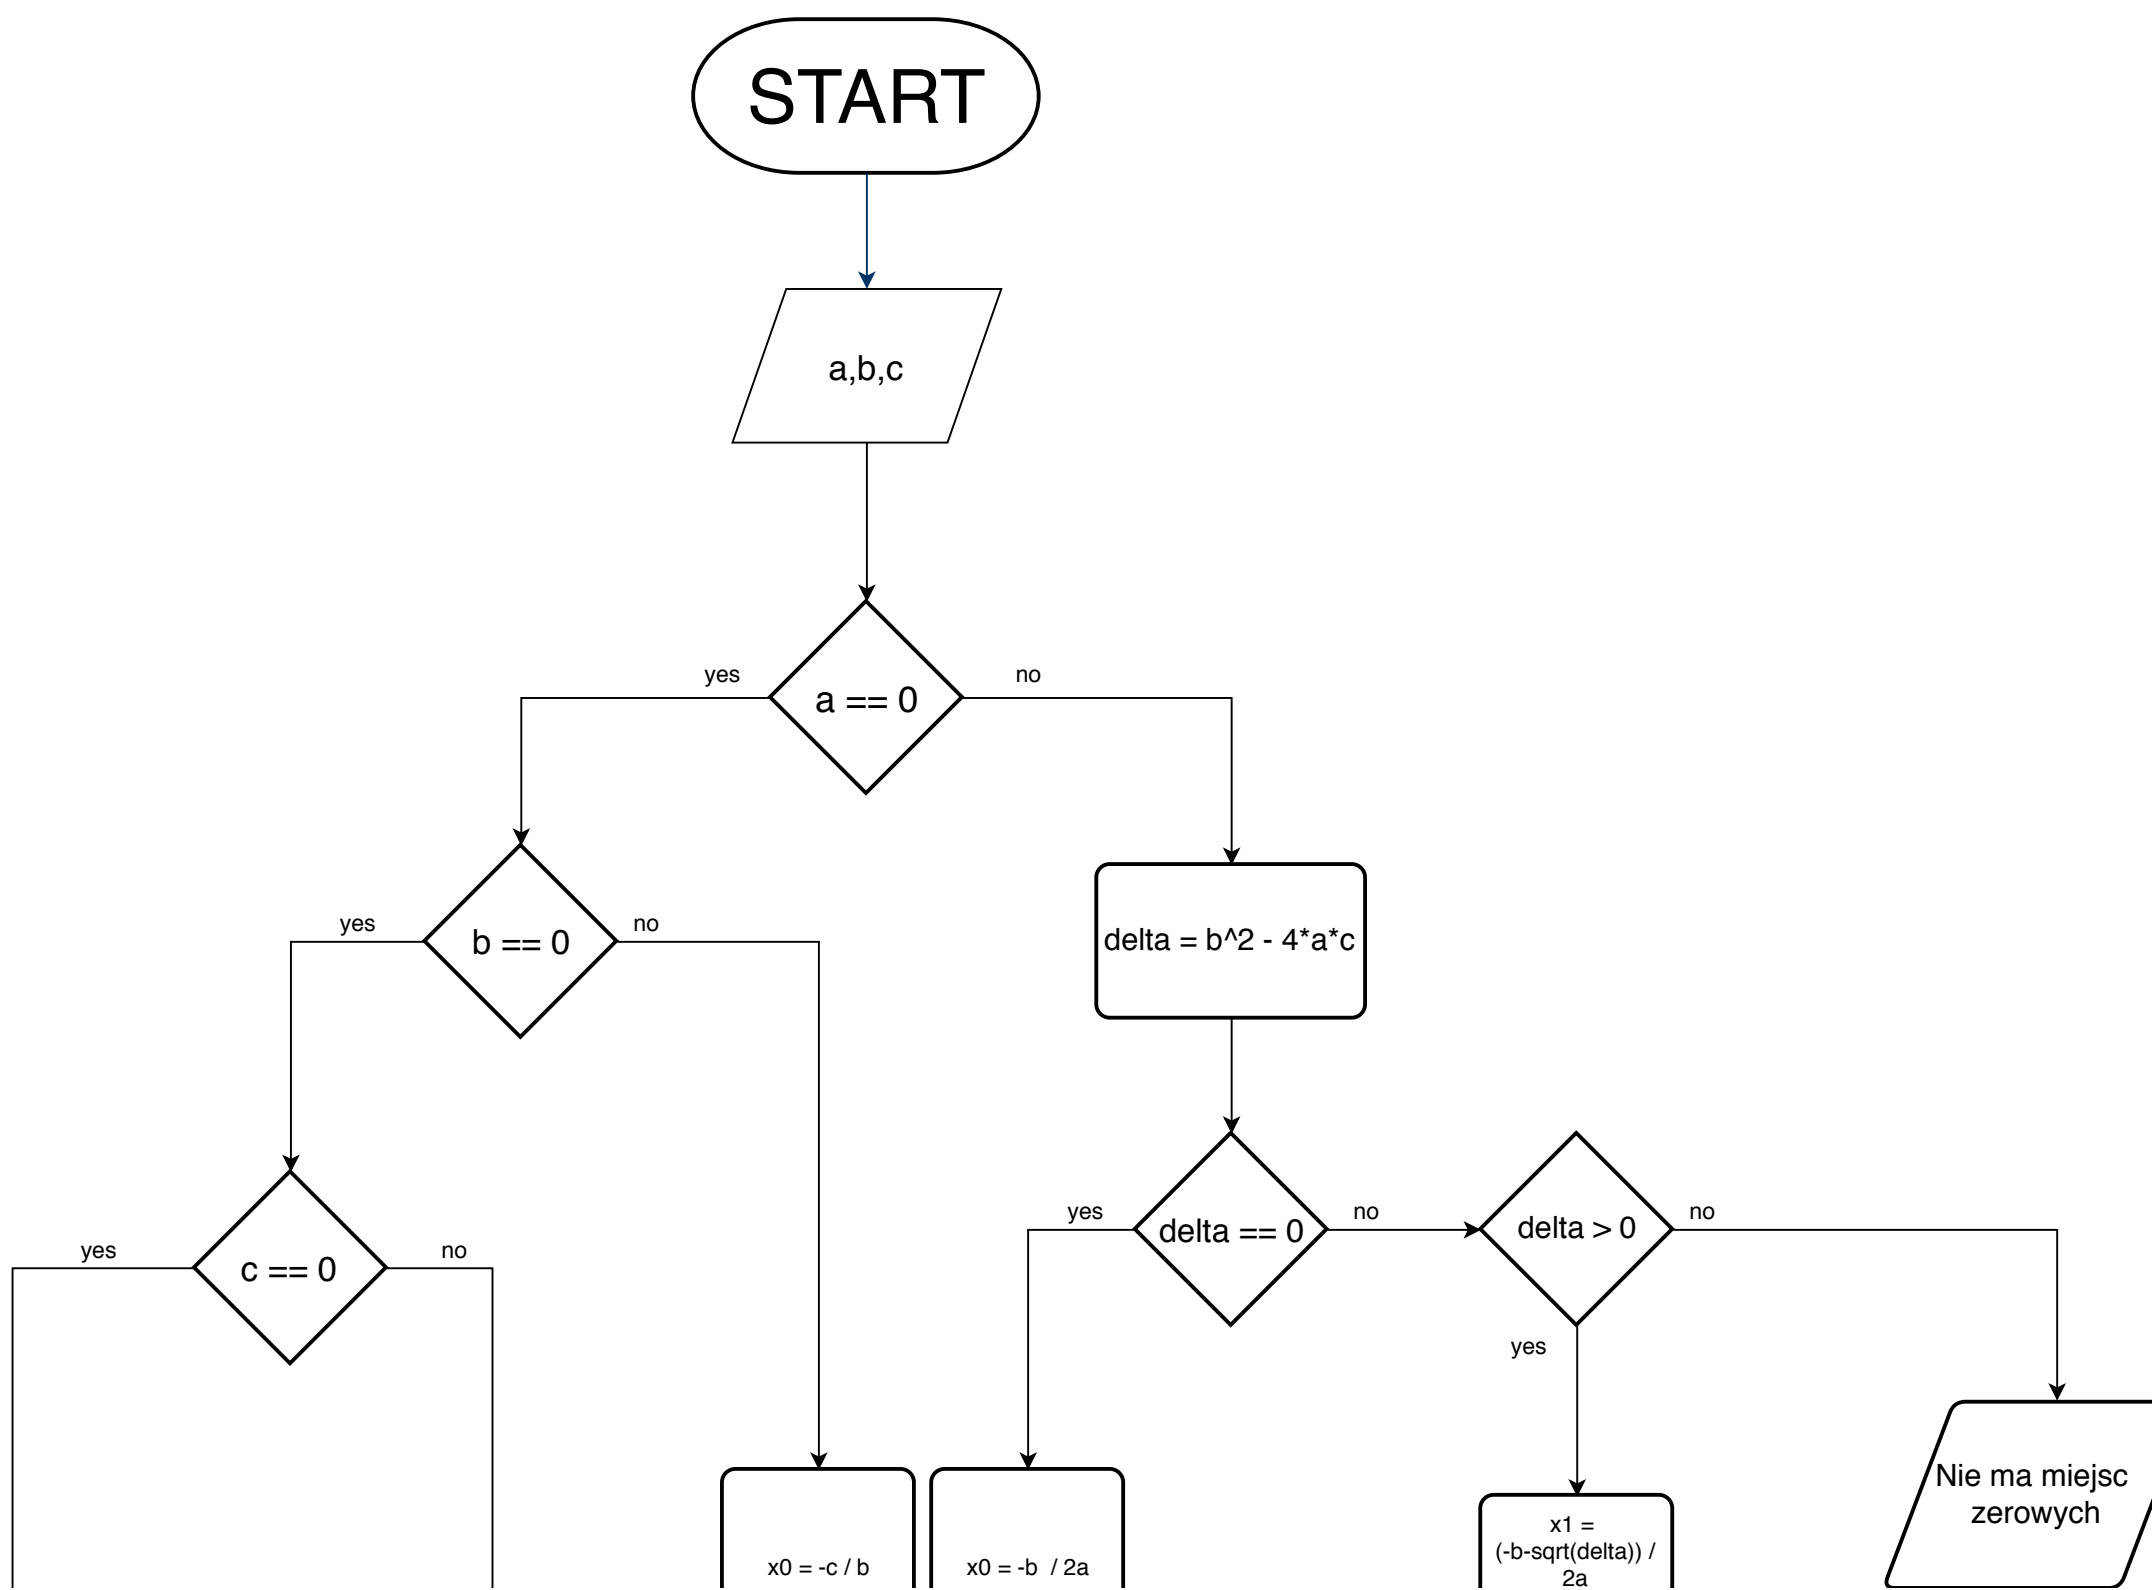 START
a,b,c
yes
a == 0
no
yes
b == 0
no
delta = b^2 - 4*a*c
yes
c == 0
no
yes
delta == 0
no
delta > 0
no
yes
x0 = -c / b
x0 = -b / 2a
x1 =
(-b-sqrt(delta)) /
2a
Nie ma miejsc
zerowych